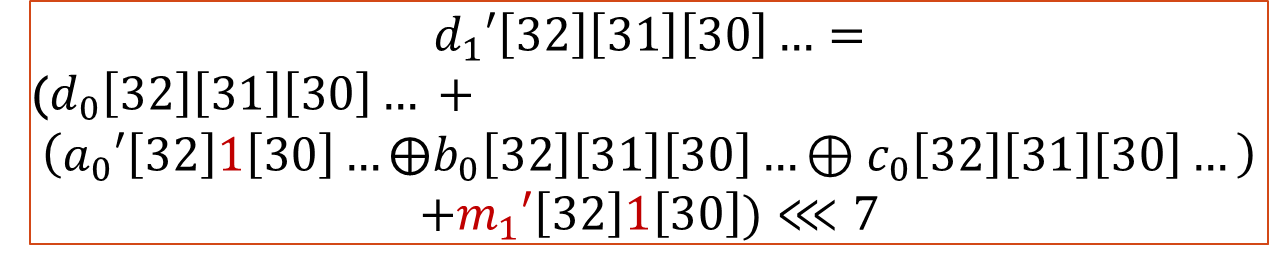 d₁′[32][31][30] … =
(d₀[32][31][30] … +
(a₀′[32]1[30] …⊕b₀[32][31][30] …⊕ c₀[32][31][30] … )
+m₁′[32]1[30]) ⋘ 7